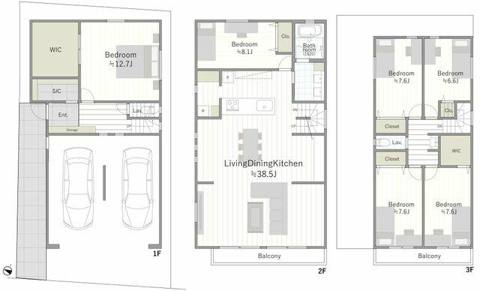 WIC
Bedroom
≒12.7J
S/C
Ent.
Lav.
Storage
1F
Bedroom
≒8.1J
Clo.
Bath
room
LivingDiningKitchen
≒38.5J
Balcony
2F
Bedroom
≒7.6J
Bedroom
≒6.6J
Clo.
Closet
Lav.
Closet
WIC
Bedroom
≒7.6J
Bedroom
≒7.6J
Balcony
3F